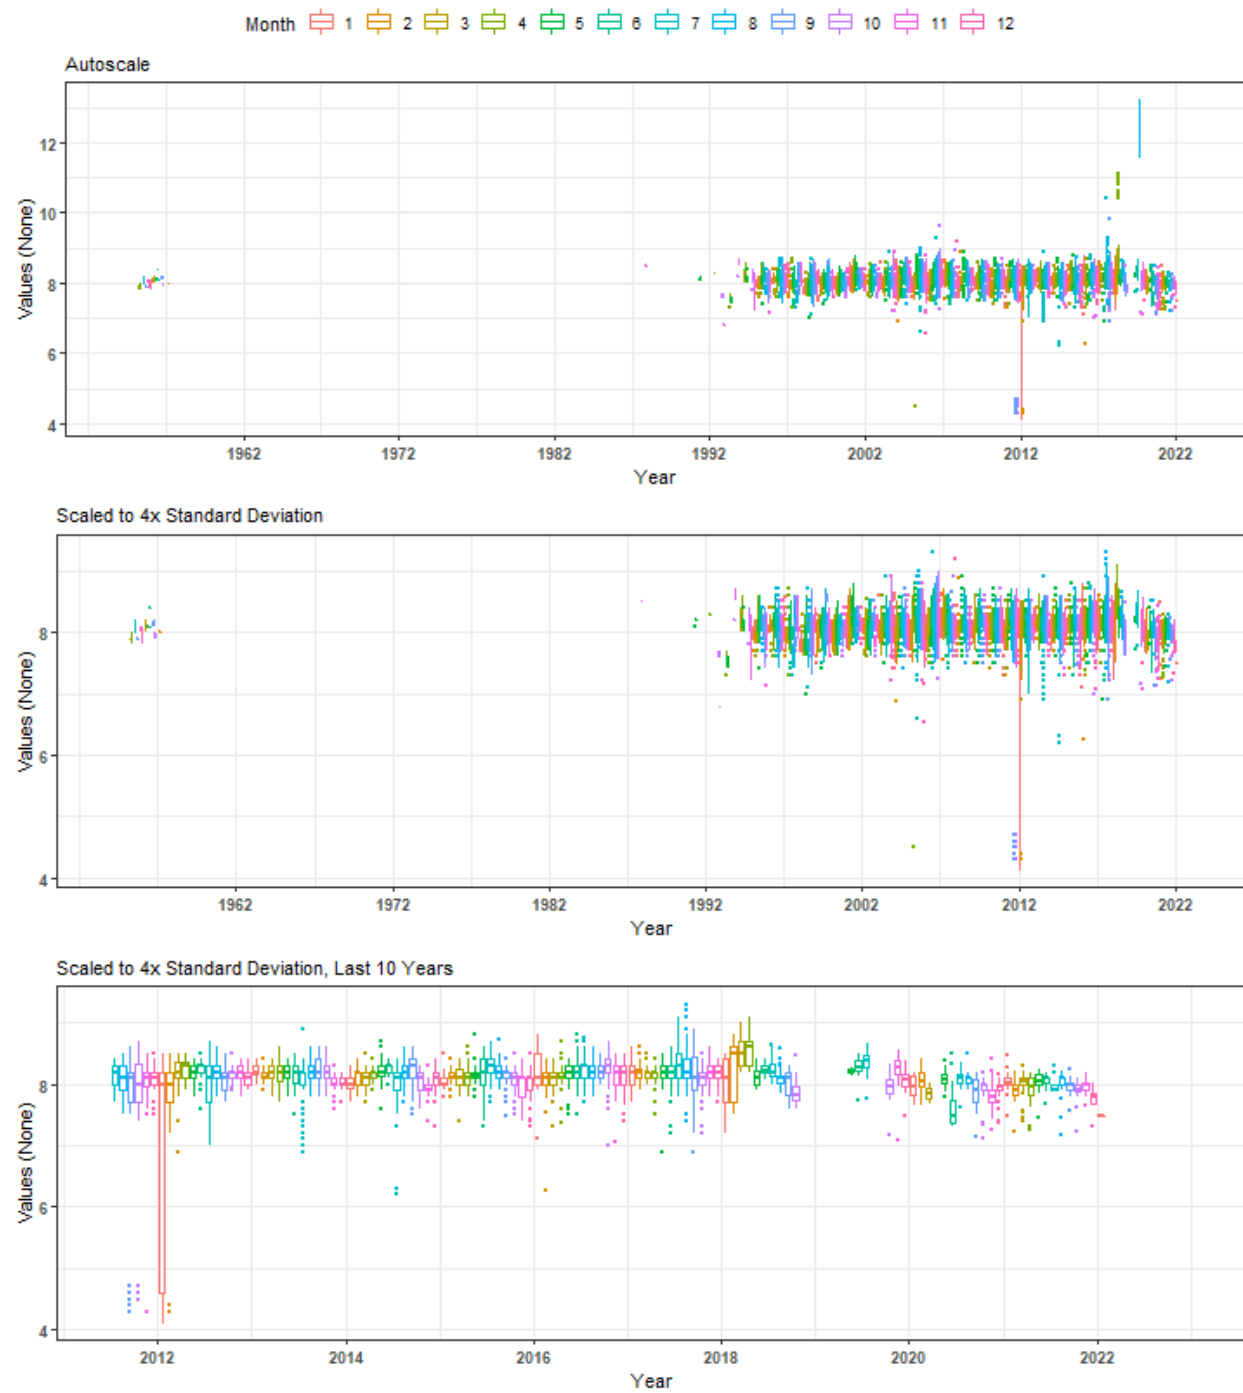 Month 1 2 3 4 5 6 7 8 9 10 11 12
Autoscale
Values (None)
12
10
8
6
4
1962 1972 1982 1992 2002 2012 2022
Year
Scaled to 4x Standard Deviation
Values (None)
8
6
4
1962 1972 1982 1992 2002 2012 2022
Year
Scaled to 4x Standard Deviation, Last 10 Years
Values (None)
8
6
4
2012 2014 2016 2018 2020 2022
Year